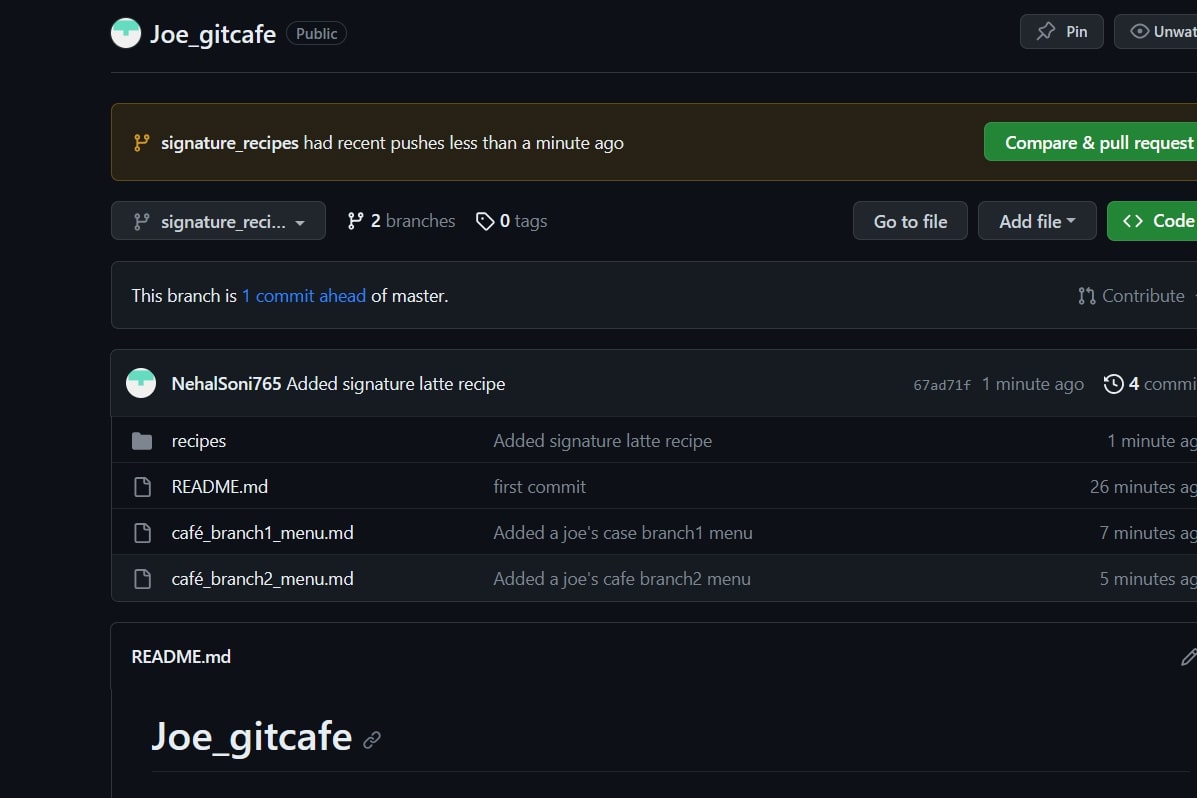 Joe_gitcafe Public Pin Unwat
signature_recipes had recent pushes less than a minute ago Compare & pull request
signature_reci... 2 branches 0 tags Go to file Add file Code
This branch is 1 commit ahead of master. Contribute
NehalSoni765 Added signature latte recipe 67ad71f 1 minute ago 4 commi
recipes Added signature latte recipe 1 minute ag
README.md first commit 26 minutes ag
café_branch1_menu.md Added a joe's case branch1 menu 7 minutes ag
café_branch2_menu.md Added a joe's cafe branch2 menu 5 minutes ag
README.md
Joe_gitcafe